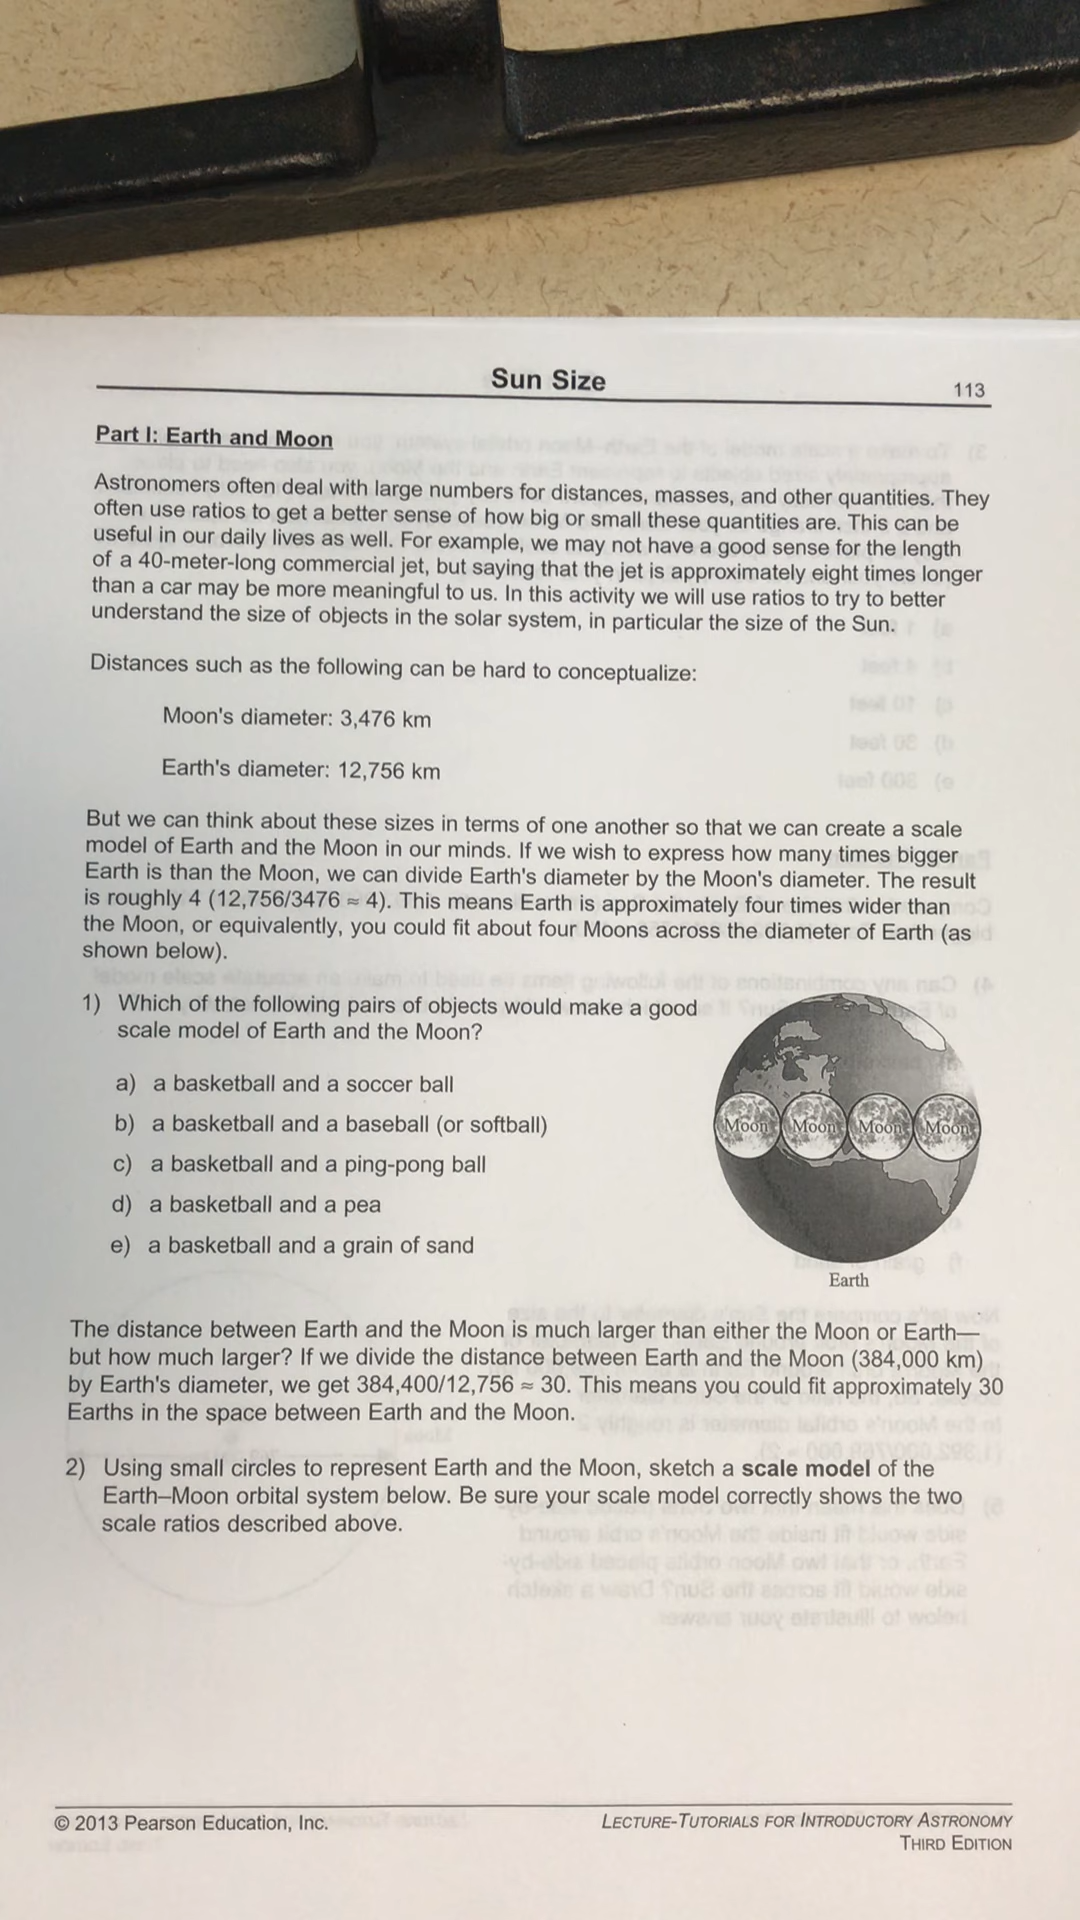 Sun Size
113
Part I: Earth and Moon
Astronomers often deal with large numbers for distances, masses, and other quantities. They
often use ratios to get a better sense of how big or small these quantities are. This can be
useful in our daily lives as well. For example, we may not have a good sense for the length
of a 40-meter-long commercial jet, but saying that the jet is approximately eight times longer
than a car may be more meaningful to us. In this activity we will use ratios to try to better
understand the size of objects in the solar system, in particular the size of the Sun.
Distances such as the following can be hard to conceptualize:
Moon's diameter: 3,476 km
Earth's diameter: 12,756 km
But we can think about these sizes in terms of one another so that we can create a scale
model of Earth and the Moon in our minds. If we wish to express how many times bigger
Earth is than the Moon, we can divide Earth's diameter by the Moon's diameter. The result
is roughly 4 (12,756/3476 ≈ 4). This means Earth is approximately four times wider than
the Moon, or equivalently, you could fit about four Moons across the diameter of Earth (as
shown below).
1) Which of the following pairs of objects would make a good
scale model of Earth and the Moon?
a) a basketball and a soccer ball
b) a basketball and a baseball (or softball)
c) a basketball and a ping-pong ball
d) a basketball and a pea
e) a basketball and a grain of sand
Moon Moon Moon Moon
Earth
The distance between Earth and the Moon is much larger than either the Moon or Earth—
but how much larger? If we divide the distance between Earth and the Moon (384,000 km)
by Earth's diameter, we get 384,400/12,756 ≈ 30. This means you could fit approximately 30
Earths in the space between Earth and the Moon.
2) Using small circles to represent Earth and the Moon, sketch a scale model of the
Earth–Moon orbital system below. Be sure your scale model correctly shows the two
scale ratios described above.
© 2013 Pearson Education, Inc.
LECTURE-TUTORIALS FOR INTRODUCTORY ASTRONOMY
THIRD EDITION